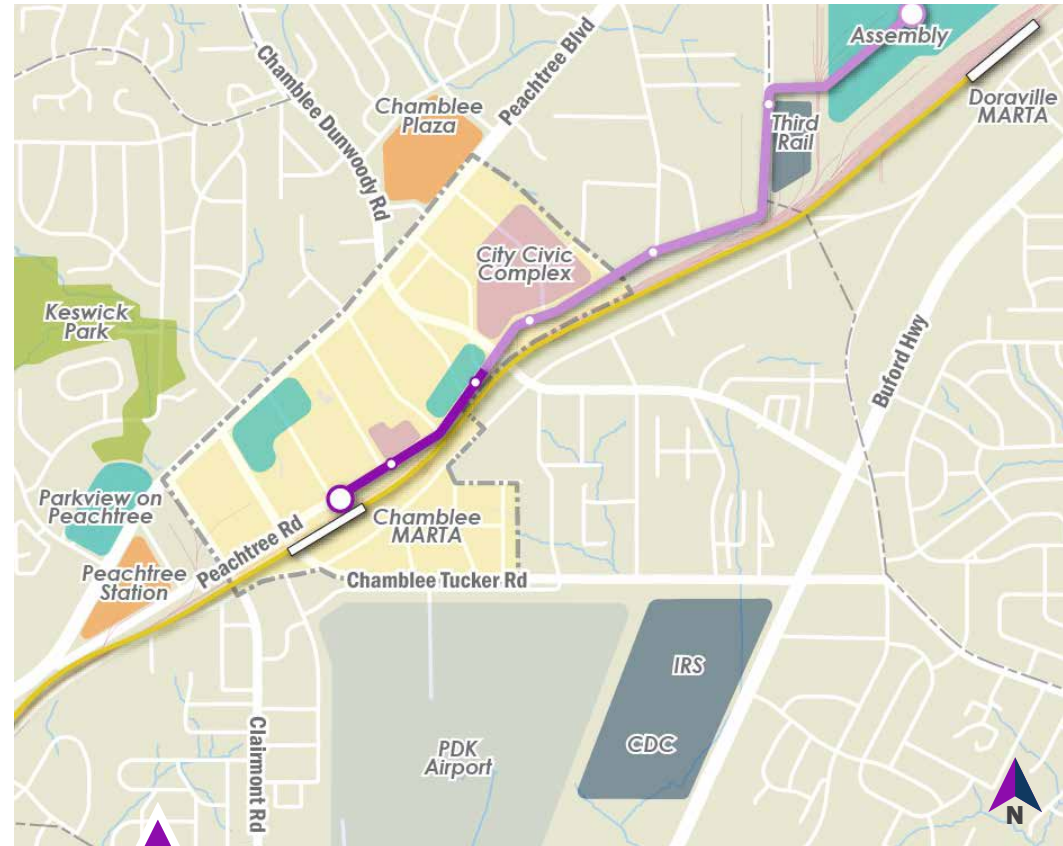 Assembly
Doraville
MARTA
Peachtree Blvd
Chamblee Dunwoody Rd
Chamblee
Plaza
Third
Rail
City Civic
Complex
Keswick
Park
Buford Hwy
Parkview on
Peachtree
Chamblee
MARTA
Peachtree Rd
Peachtree
Station
Chamblee Tucker Rd
IRS
CDC
PDK
Airport
Clairmont Rd
N